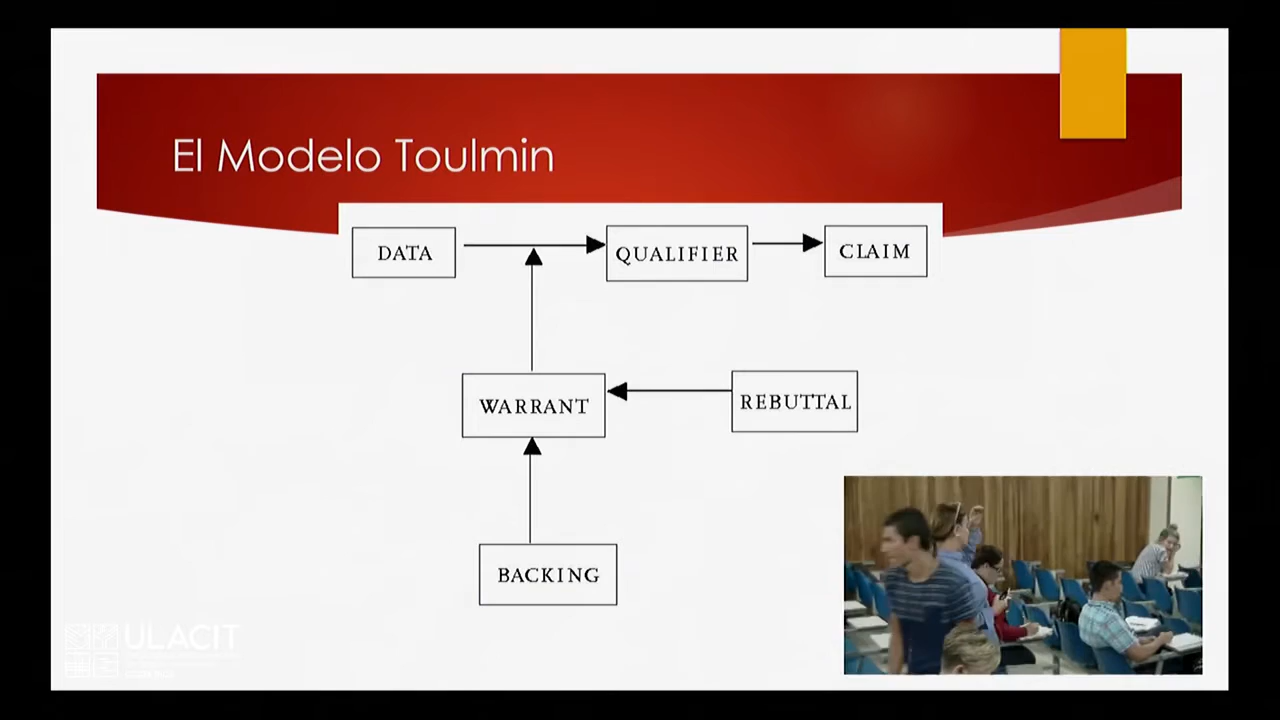 El Modelo Toulmin
DATA
QUALIFIER
CLAIM
WARRANT
REBUTTAL
BACKING
ULACIT